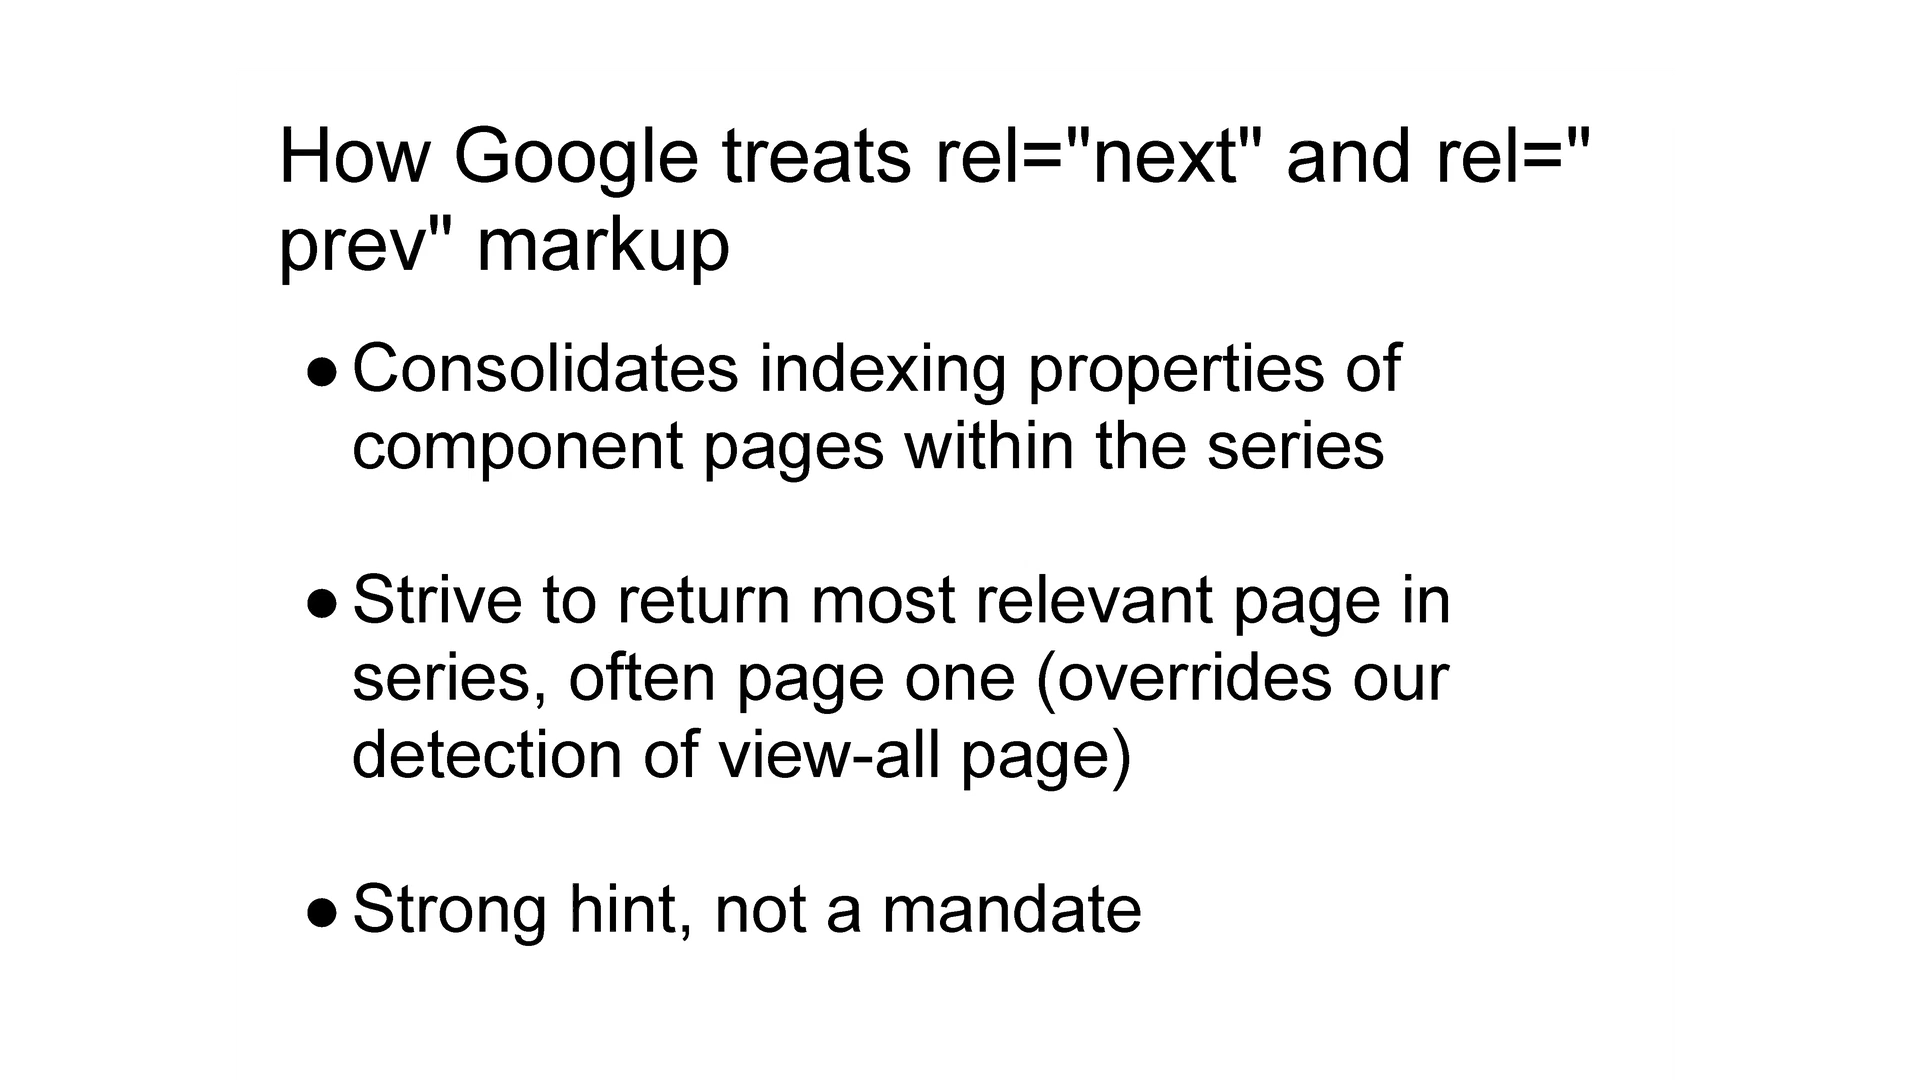 How Google treats rel="next" and rel="
prev" markup
● Consolidates indexing properties of
component pages within the series
● Strive to return most relevant page in
series, often page one (overrides our
detection of view-all page)
● Strong hint, not a mandate